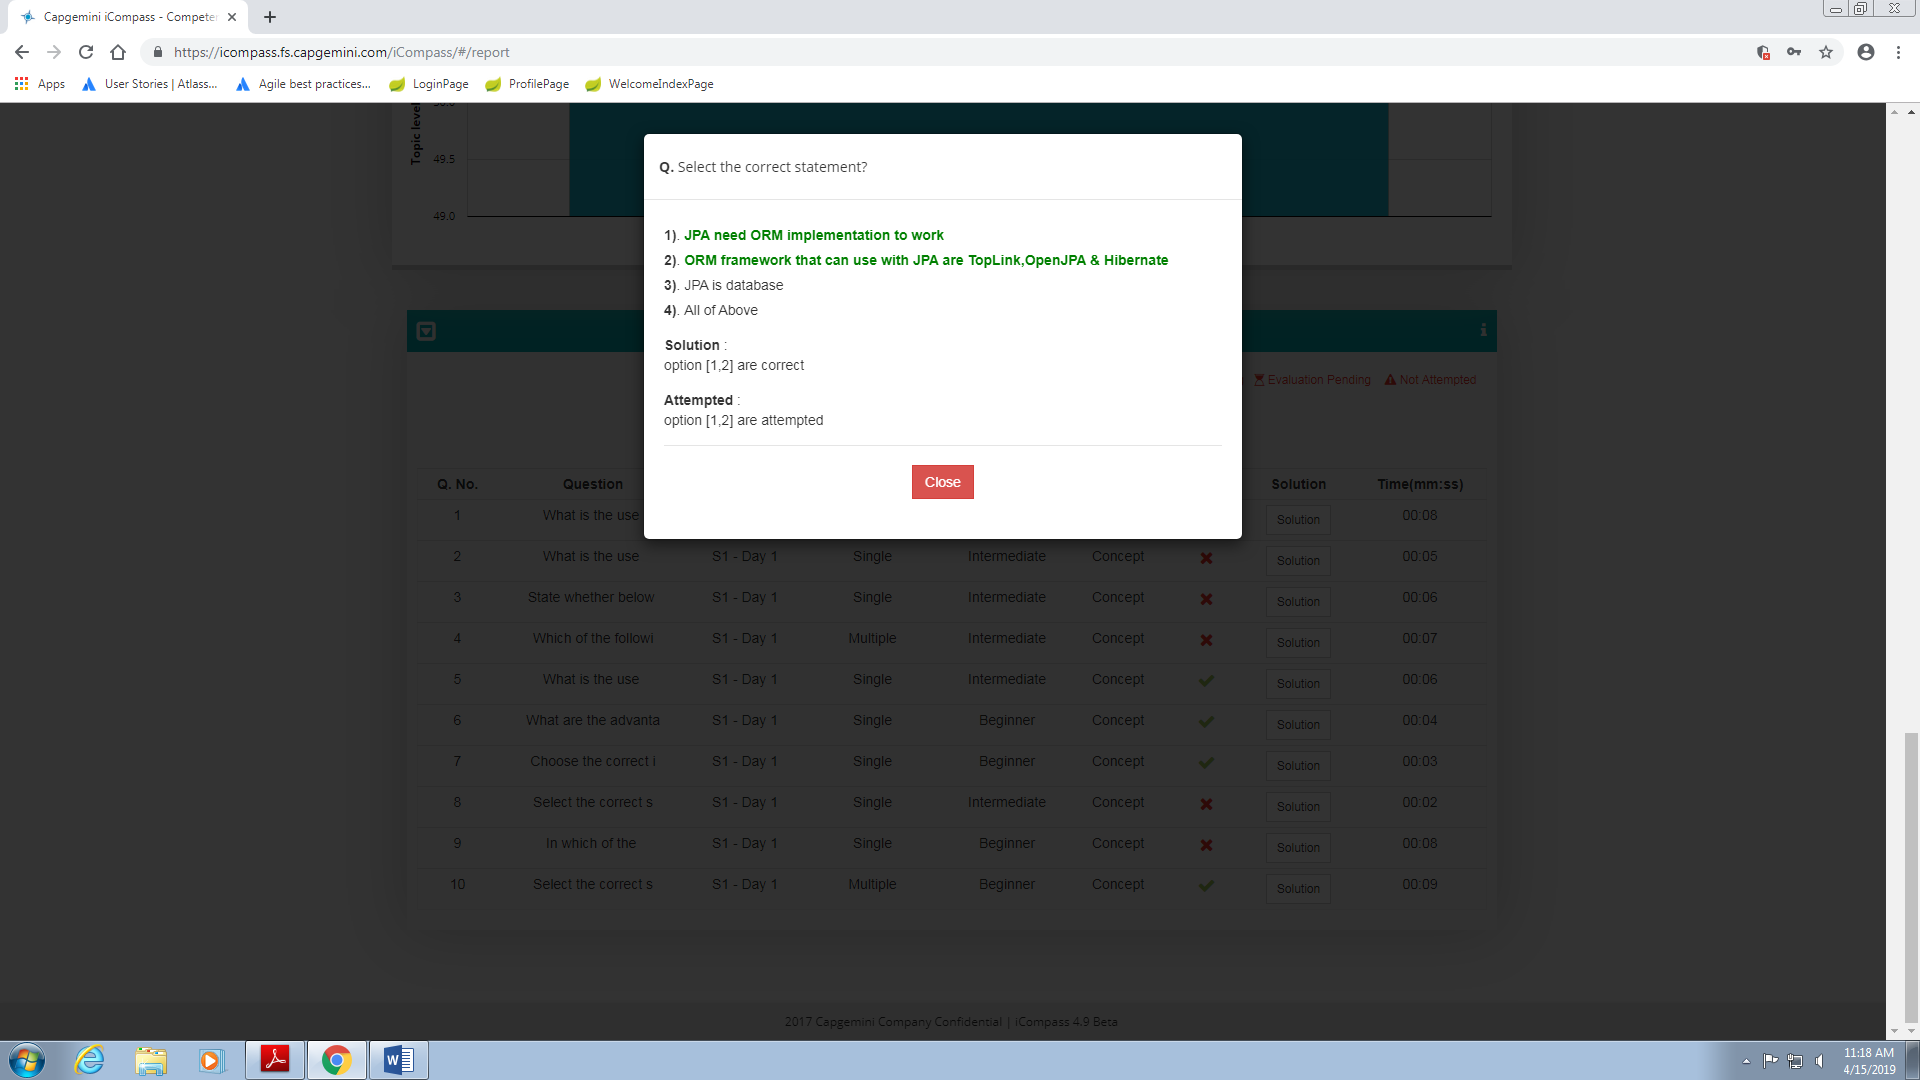 Capgemini iCompass - Competer
https://icompass.fs.capgemini.com/iCompass/#/report
Apps User Stories | Atlass... Agile best practices... LoginPage ProfilePage WelcomeIndexPage
Topic level
49.5
49.0
Q. Select the correct statement?
1). JPA need ORM implementation to work
2). ORM framework that can use with JPA are TopLink,OpenJPA & Hibernate
3). JPA is database
4). All of Above
Solution :
option [1,2] are correct
Attempted :
option [1,2] are attempted
Close
Evaluation Pending Not Attempted
Q. No. Question Solution Time(mm:ss)
1 What is the use Solution 00:08
2 What is the use S1 - Day 1 Single Intermediate Concept Solution 00:05
3 State whether below S1 - Day 1 Single Intermediate Concept Solution 00:06
4 Which of the followi S1 - Day 1 Multiple Intermediate Concept Solution 00:07
5 What is the use S1 - Day 1 Single Intermediate Concept Solution 00:06
6 What are the advanta S1 - Day 1 Single Beginner Concept Solution 00:04
7 Choose the correct i S1 - Day 1 Single Beginner Concept Solution 00:03
8 Select the correct s S1 - Day 1 Single Intermediate Concept Solution 00:02
9 In which of the S1 - Day 1 Single Beginner Concept Solution 00:08
10 Select the correct s S1 - Day 1 Multiple Beginner Concept Solution 00:09
2017 Capgemini Company Confidential | iCompass 4.9 Beta
11:18 AM
4/15/2019